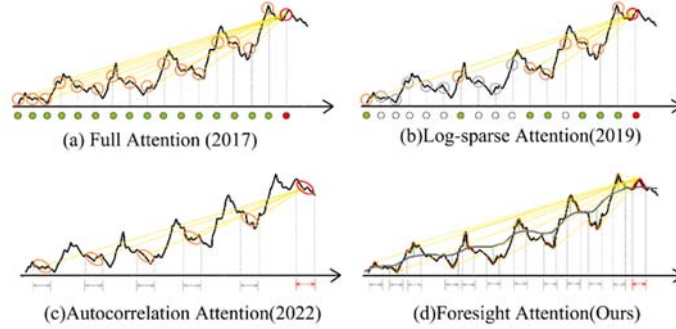 (a) Full Attention (2017)
(b)Log-sparse Attention(2019)
(c)Autocorrelation Attention(2022)
(d)Foresight Attention(Ours)